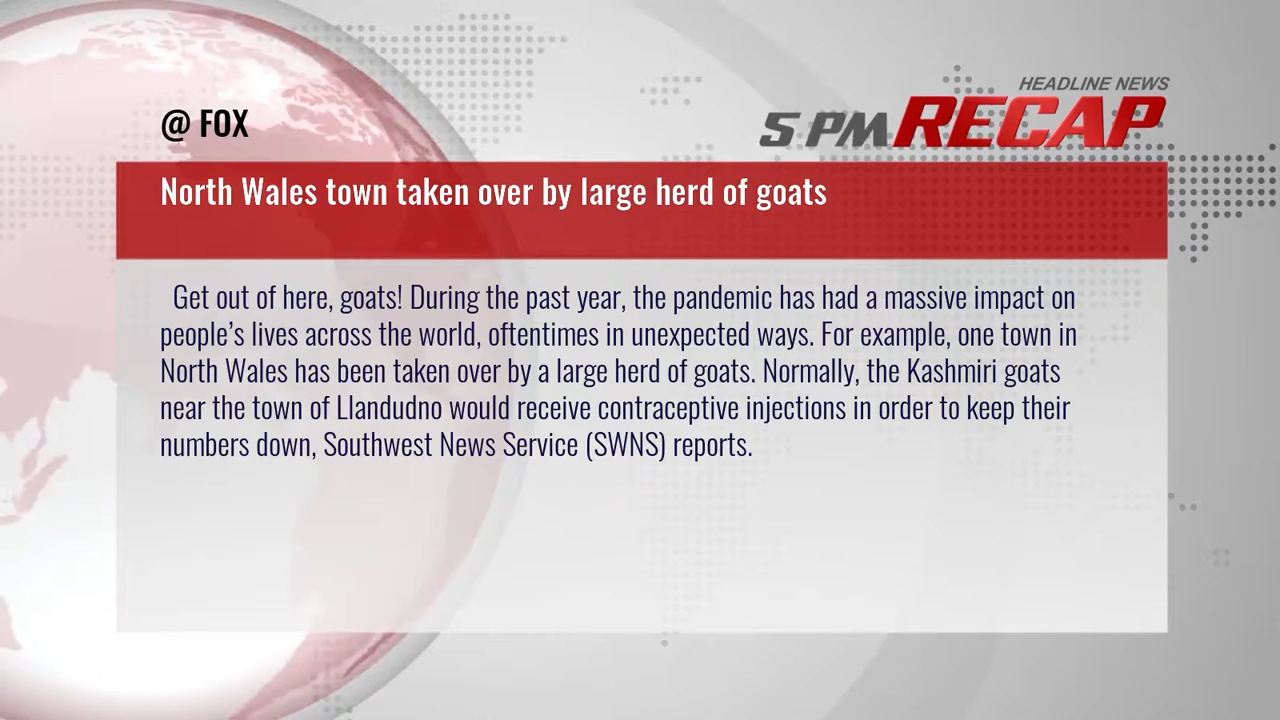 HEADLINE NEWS
@ FOX
5 PM RECAP
North Wales town taken over by large herd of goats
Get out of here, goats! During the past year, the pandemic has had a massive impact on
people’s lives across the world, oftentimes in unexpected ways. For example, one town in
North Wales has been taken over by a large herd of goats. Normally, the Kashmiri goats
near the town of Llandudno would receive contraceptive injections in order to keep their
numbers down, Southwest News Service (SWNS) reports.